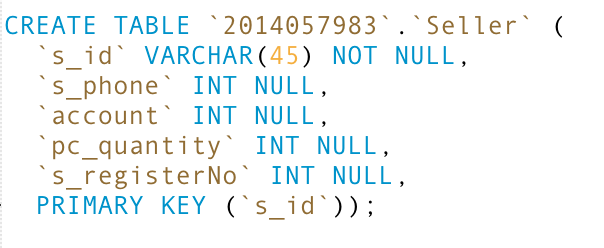 CREATE TABLE `2014057983`.`Seller` (
`s_id` VARCHAR(45) NOT NULL,
`s_phone` INT NULL,
`account` INT NULL,
`pc_quantity` INT NULL,
`s_registerNo` INT NULL,
PRIMARY KEY (`s_id`));